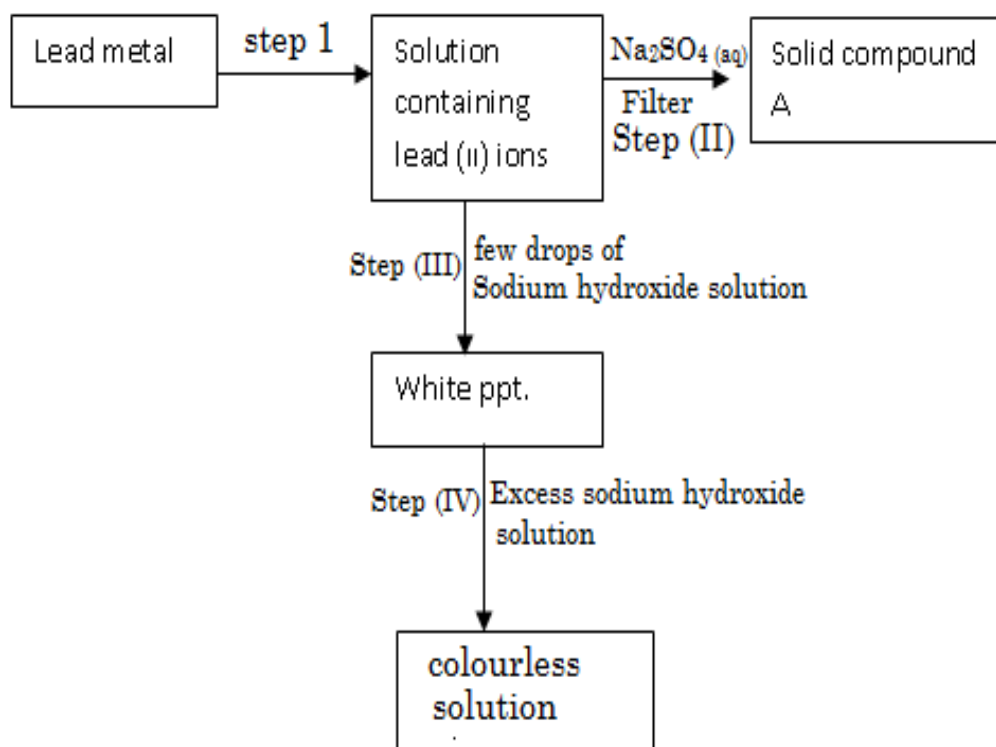 Lead metal
step 1
Solution
containing
lead (II) ions
Na₂SO₄ (aq)
Filter
Step (II)
Solid compound
A
Step (III)
few drops of
Sodium hydroxide solution
White ppt.
Step (IV)
Excess sodium hydroxide
solution
colourless
solution